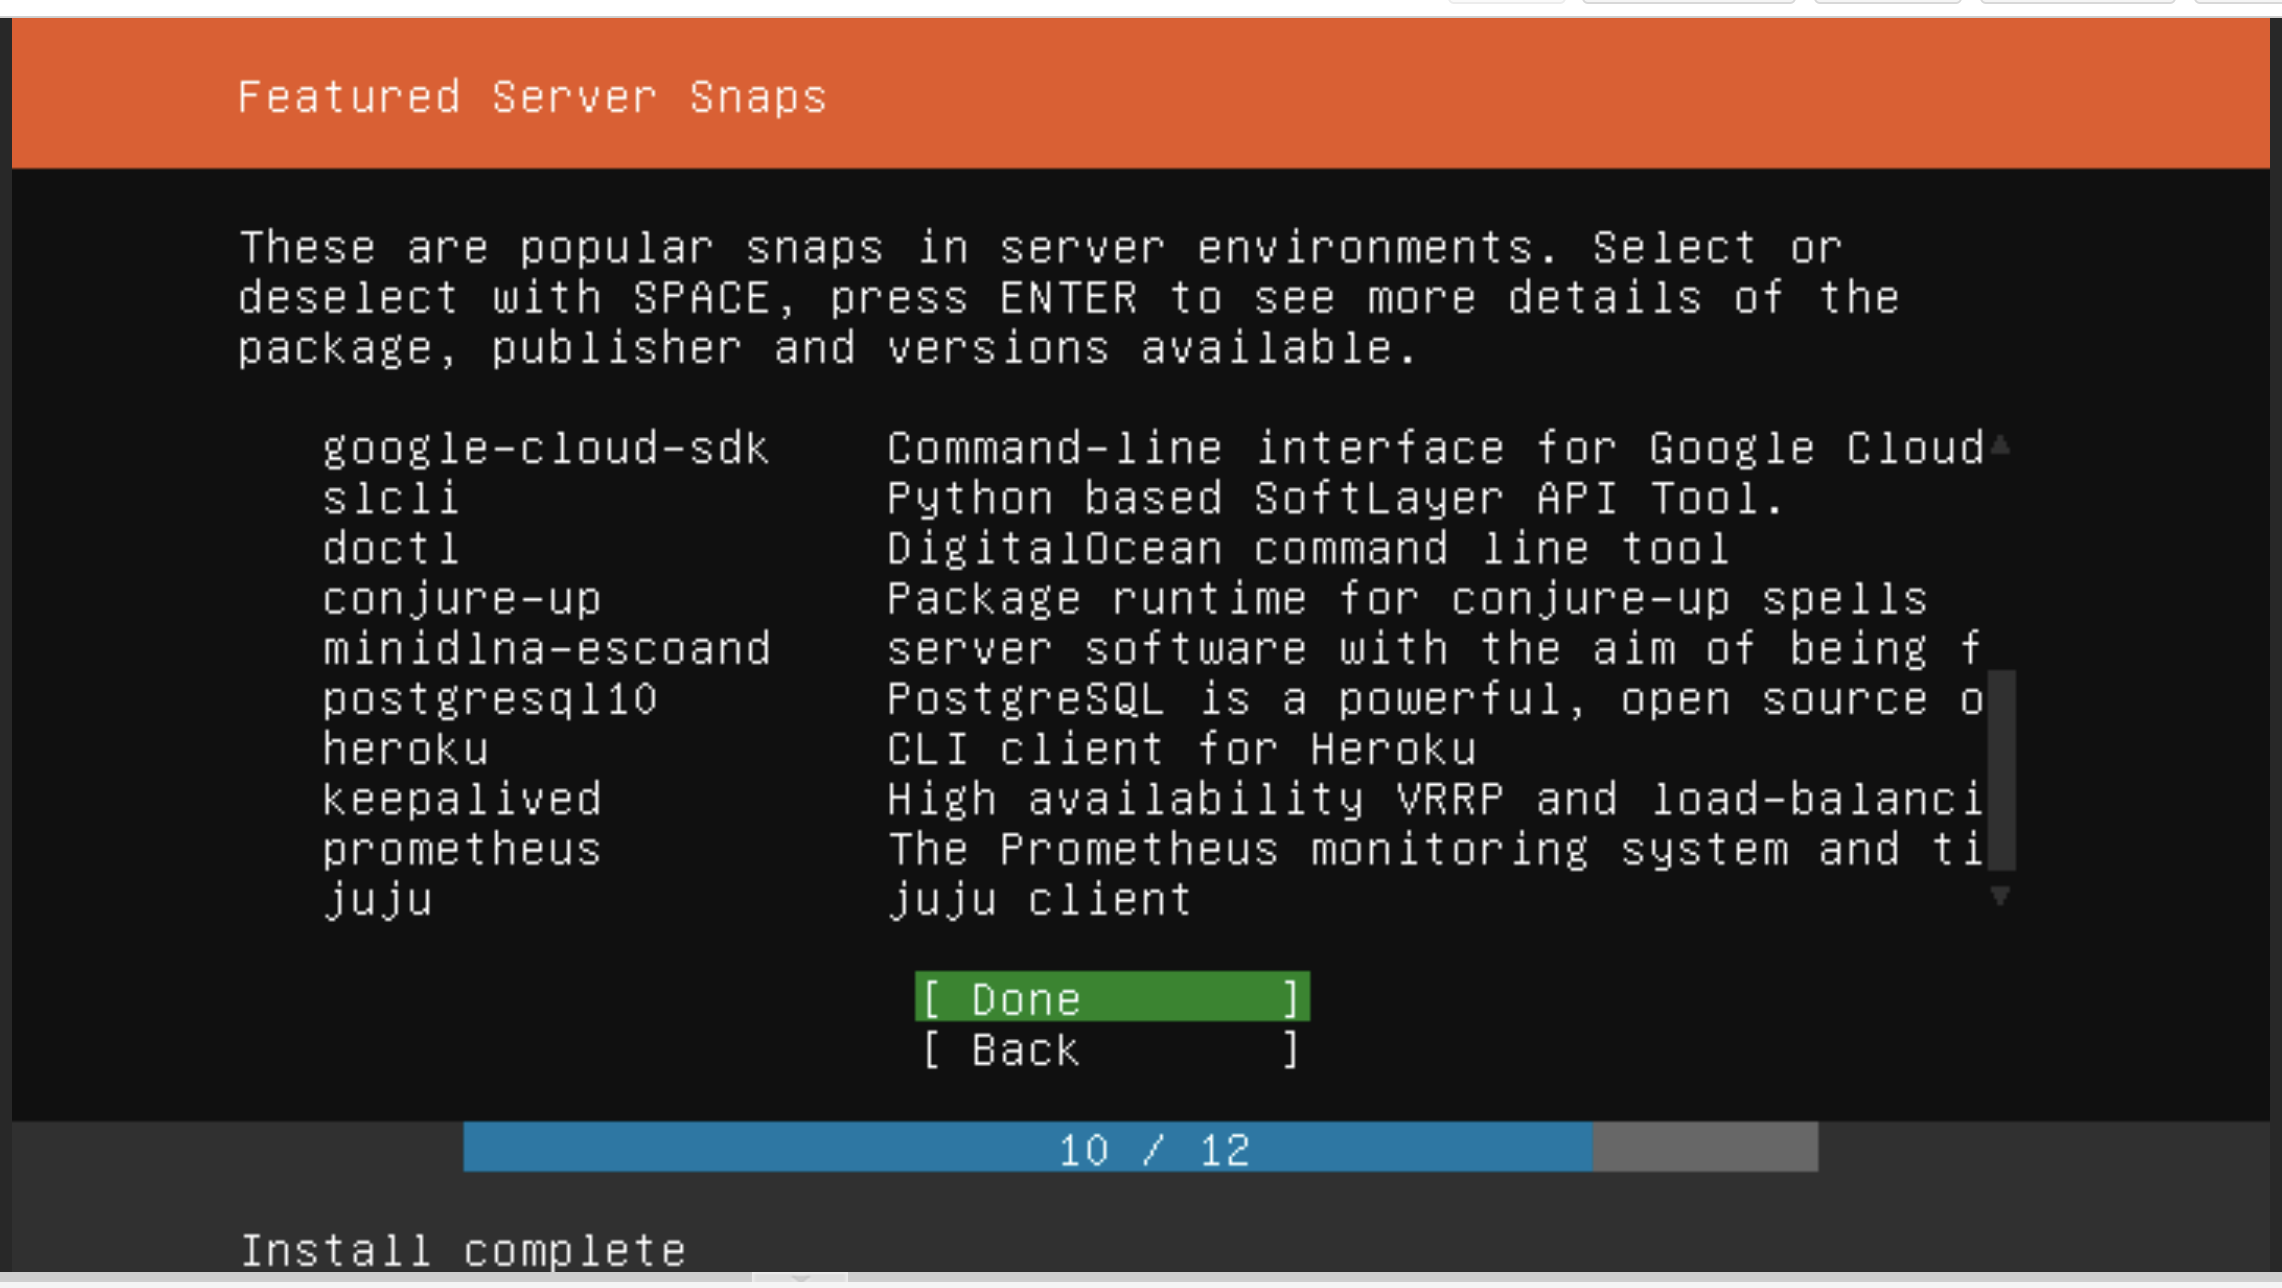 Featured Server Snaps
These are popular snaps in server environments. Select or
deselect with SPACE, press ENTER to see more details of the
package, publisher and versions available.
google-cloud-sdk Command-line interface for Google Cloud
slcli Python based SoftLayer API Tool.
doctl DigitalOcean command line tool
conjure-up Package runtime for conjure-up spells
minidlna-escoand server software with the aim of being f
postgresql10 PostgreSQL is a powerful, open source o
heroku CLI client for Heroku
keepalived High availability VRRP and load-balanci
prometheus The Prometheus monitoring system and ti
juju juju client
[ Done ]
[ Back ]
10 / 12
Install complete